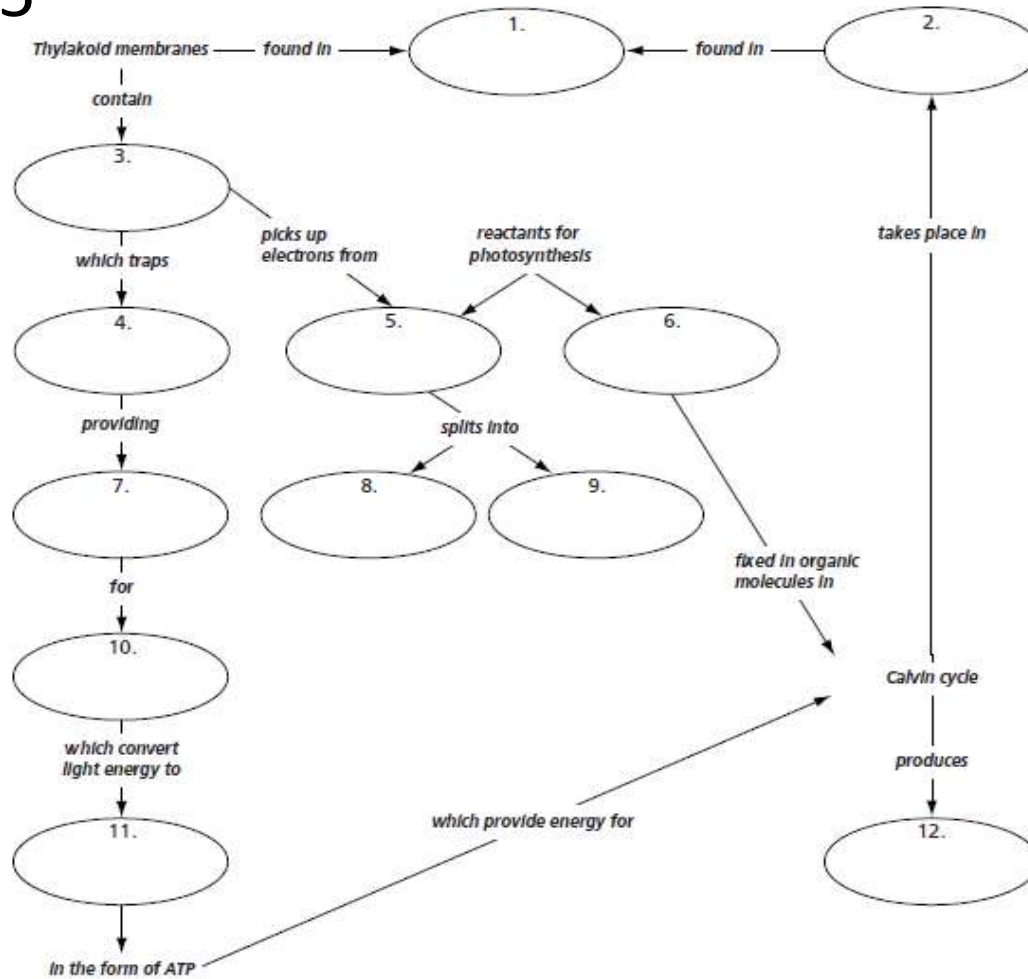 5
1.
2.
Thylakoid membranes found in found in
contain
3.
picks up
electrons from
reactants for
photosynthesis
takes place in
which traps
4.
5.
6.
providing
splits into
7.
8.
9.
for
fixed in organic
molecules in
10.
Calvin cycle
which convert
light energy to
produces
11.
which provide energy for
12.
in the form of ATP